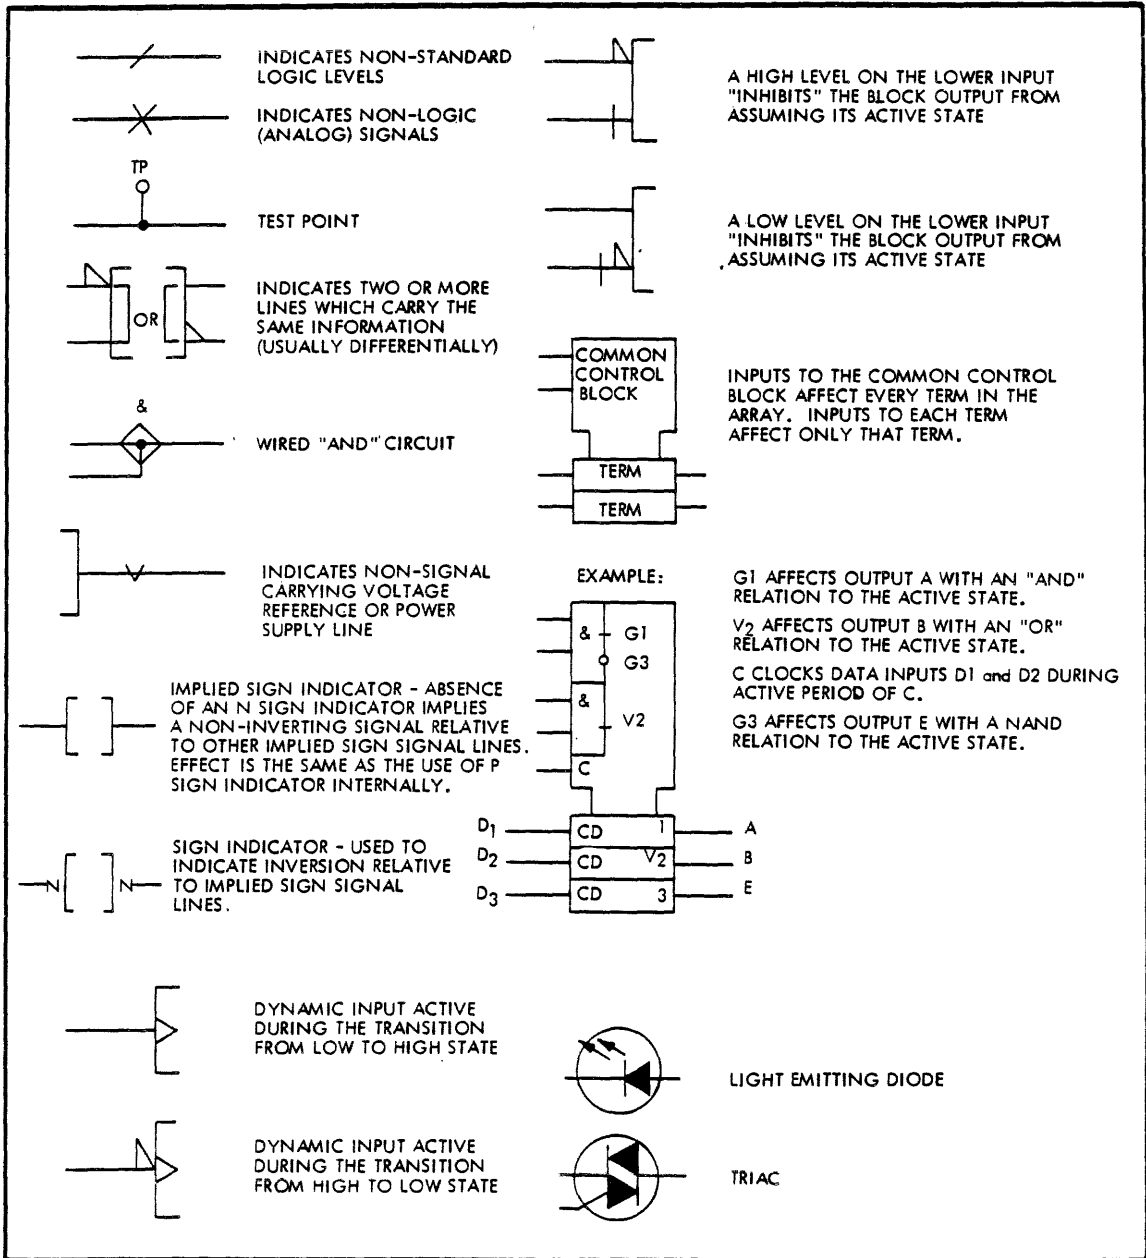 INDICATES NON-STANDARD
LOGIC LEVELS
INDICATES NON-LOGIC
(ANALOG) SIGNALS
TP
TEST POINT
OR
INDICATES TWO OR MORE
LINES WHICH CARRY THE
SAME INFORMATION
(USUALLY DIFFERENTIALLY)
&
WIRED "AND" CIRCUIT
INDICATES NON-SIGNAL
CARRYING VOLTAGE
REFERENCE OR POWER
SUPPLY LINE
IMPLIED SIGN INDICATOR - ABSENCE
OF AN N SIGN INDICATOR IMPLIES
A NON-INVERTING SIGNAL RELATIVE
TO OTHER IMPLIED SIGN SIGNAL LINES.
EFFECT IS THE SAME AS THE USE OF P
SIGN INDICATOR INTERNALLY.
N N
SIGN INDICATOR - USED TO
INDICATE INVERSION RELATIVE
TO IMPLIED SIGN SIGNAL
LINES.
DYNAMIC INPUT ACTIVE
DURING THE TRANSITION
FROM LOW TO HIGH STATE
DYNAMIC INPUT ACTIVE
DURING THE TRANSITION
FROM HIGH TO LOW STATE
A HIGH LEVEL ON THE LOWER INPUT
"INHIBITS" THE BLOCK OUTPUT FROM
ASSUMING ITS ACTIVE STATE
A LOW LEVEL ON THE LOWER INPUT
"INHIBITS" THE BLOCK OUTPUT FROM
ASSUMING ITS ACTIVE STATE
COMMON
CONTROL
BLOCK
TERM
TERM
INPUTS TO THE COMMON CONTROL
BLOCK AFFECT EVERY TERM IN THE
ARRAY. INPUTS TO EACH TERM
AFFECT ONLY THAT TERM.
EXAMPLE:
& G1
G3
&
V2
C
D1 CD 1 A
D2 CD V2 B
D3 CD 3 E
G1 AFFECTS OUTPUT A WITH AN "AND"
RELATION TO THE ACTIVE STATE.
V2 AFFECTS OUTPUT B WITH AN "OR"
RELATION TO THE ACTIVE STATE.
C CLOCKS DATA INPUTS D1 and D2 DURING
ACTIVE PERIOD OF C.
G3 AFFECTS OUTPUT E WITH A NAND
RELATION TO THE ACTIVE STATE.
LIGHT EMITTING DIODE
TRIAC